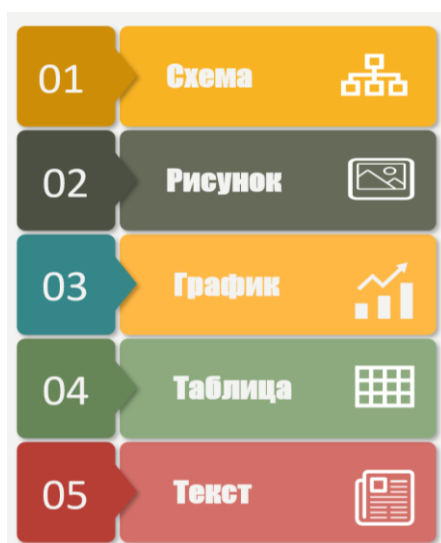 01 Схема
02 Рисунок
03 График
04 Таблица
05 Текст